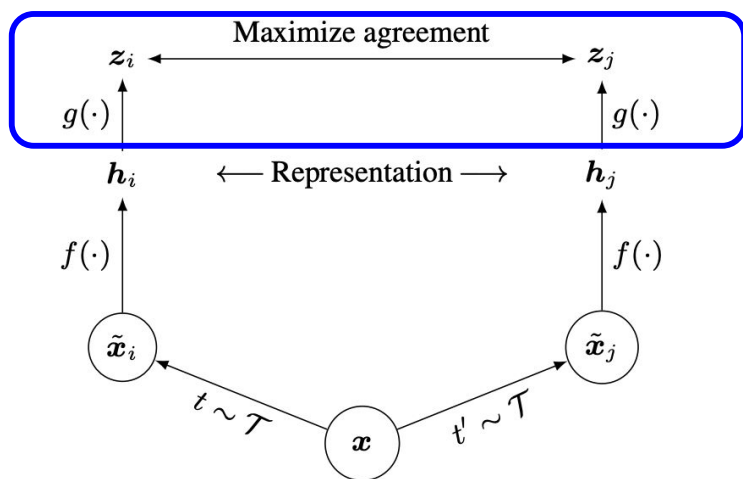 Maximize agreement
z_i z_j
g(·) g(·)
h_i ← Representation → h_j
f(·) f(·)
x̃_i x̃_j
t ∼ 𝒯 t′ ∼ 𝒯
x